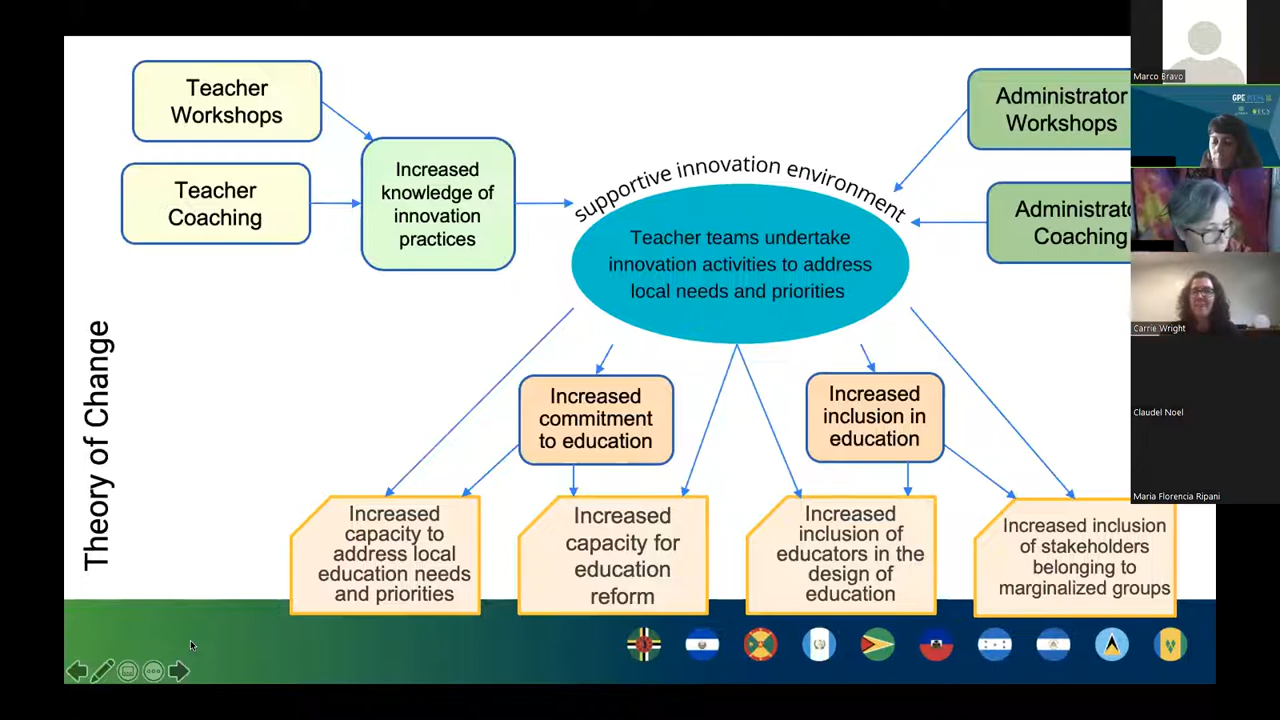 Teacher
Workshops
Administrator
Workshops
Teacher
Coaching
Increased
knowledge of
innovation
practices
supportive innovation environment
Teacher teams undertake
innovation activities to address
local needs and priorities
Administrato
Coaching
Theory of Change
Increased
commitment
to education
Increased
inclusion in
education
Increased
capacity to
address local
education needs
and priorities
Increased
capacity for
education
reform
Increased
inclusion of
educators in the
design of
education
Increased inclusion
of stakeholders
belonging to
marginalized groups
Marco Bravo
GPE
Carrie Wright
Claudel Noel
Maria Florencia Ripani